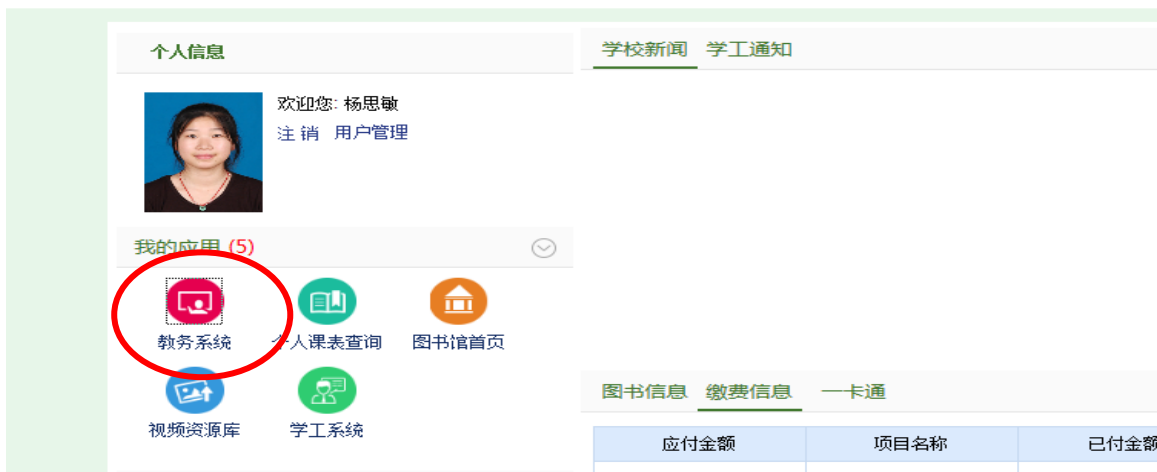 个人信息
欢迎您: 杨思敏
注 销 用户管理
我的应用 (5)
教务系统 个人课表查询 图书馆首页
视频资源库 学工系统
学校新闻 学工通知
图书信息 缴费信息 一卡通
应付金额 项目名称 已付金额